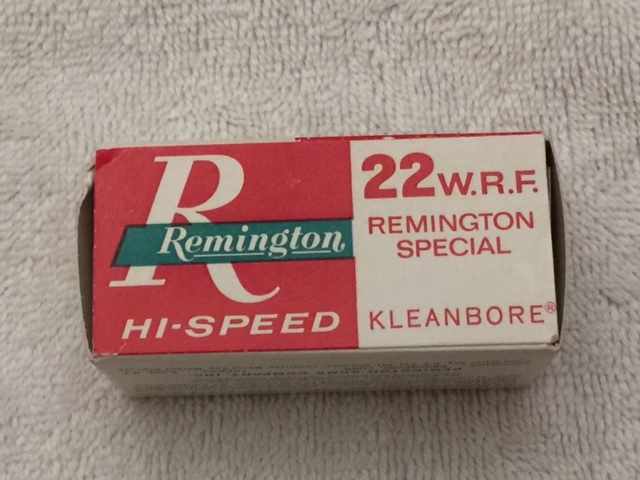 R
Remington
HI-SPEED
22 W.R.F.
REMINGTON
SPECIAL
KLEANBORE®